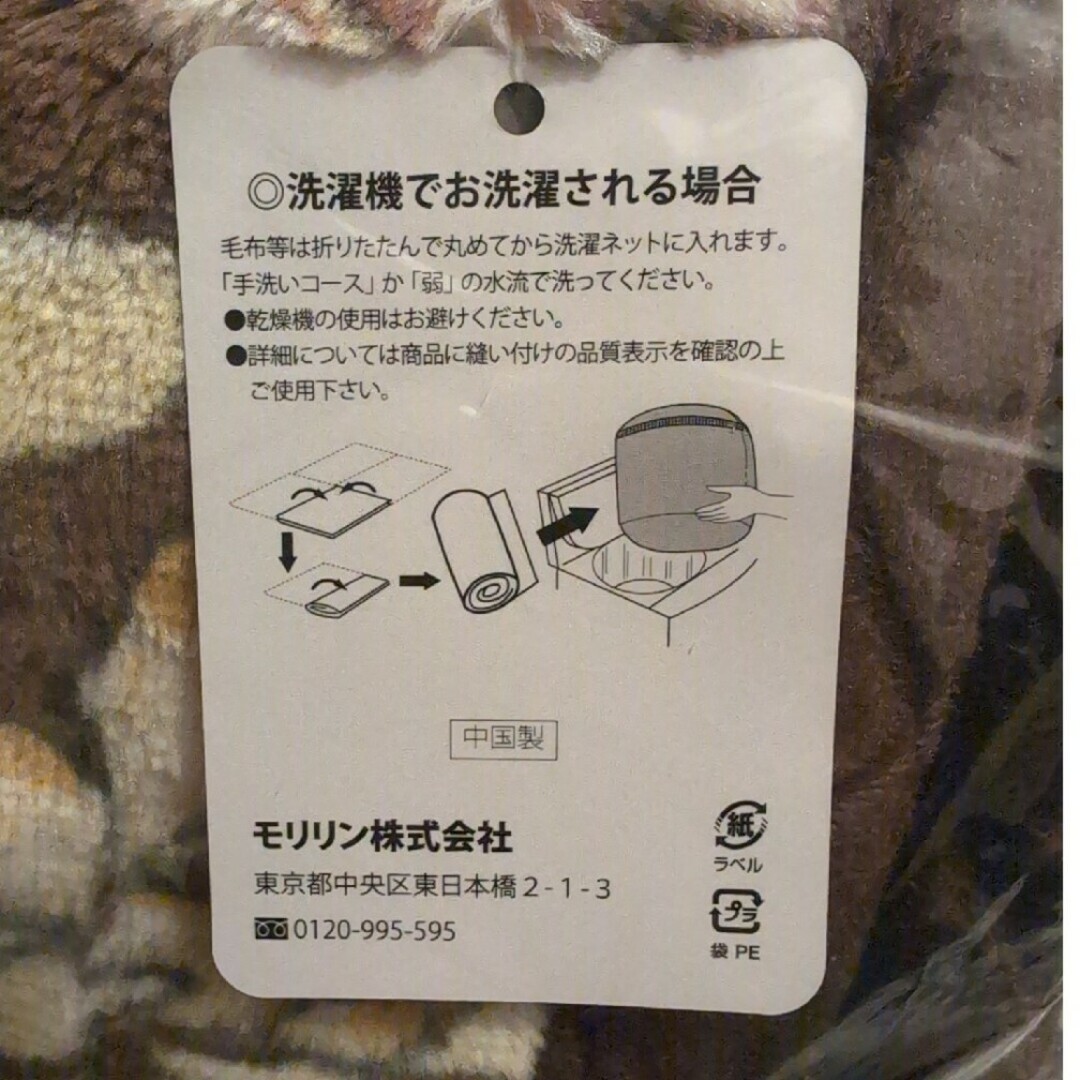 ◎洗濯機でお洗濯される場合
毛布等は折りたたんで丸めてから洗濯ネットに入れます。
「手洗いコース」か「弱」の水流で洗ってください。
●乾燥機の使用はお避けください。
●詳細については商品に縫い付けの品質表示を確認の上
ご使用下さい。
中国製
モリリン株式会社
東京都中央区東日本橋2-1-3
0120-995-595
紙
ラベル
プラ
袋 PE